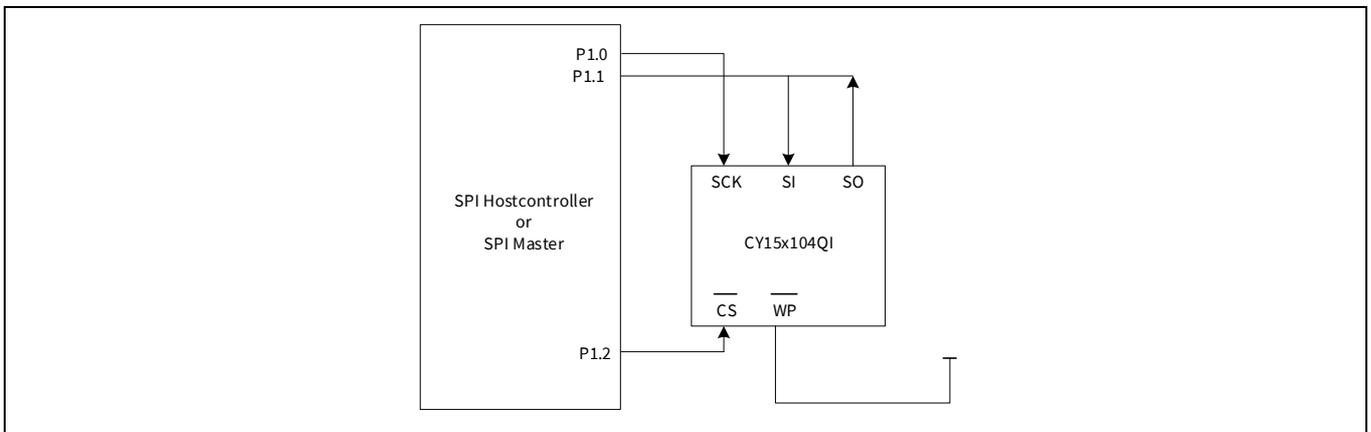 P1.0
P1.1
SCK SI SO
SPI Hostcontroller
or
SPI Master
CY15x104QI
CS WP
P1.2